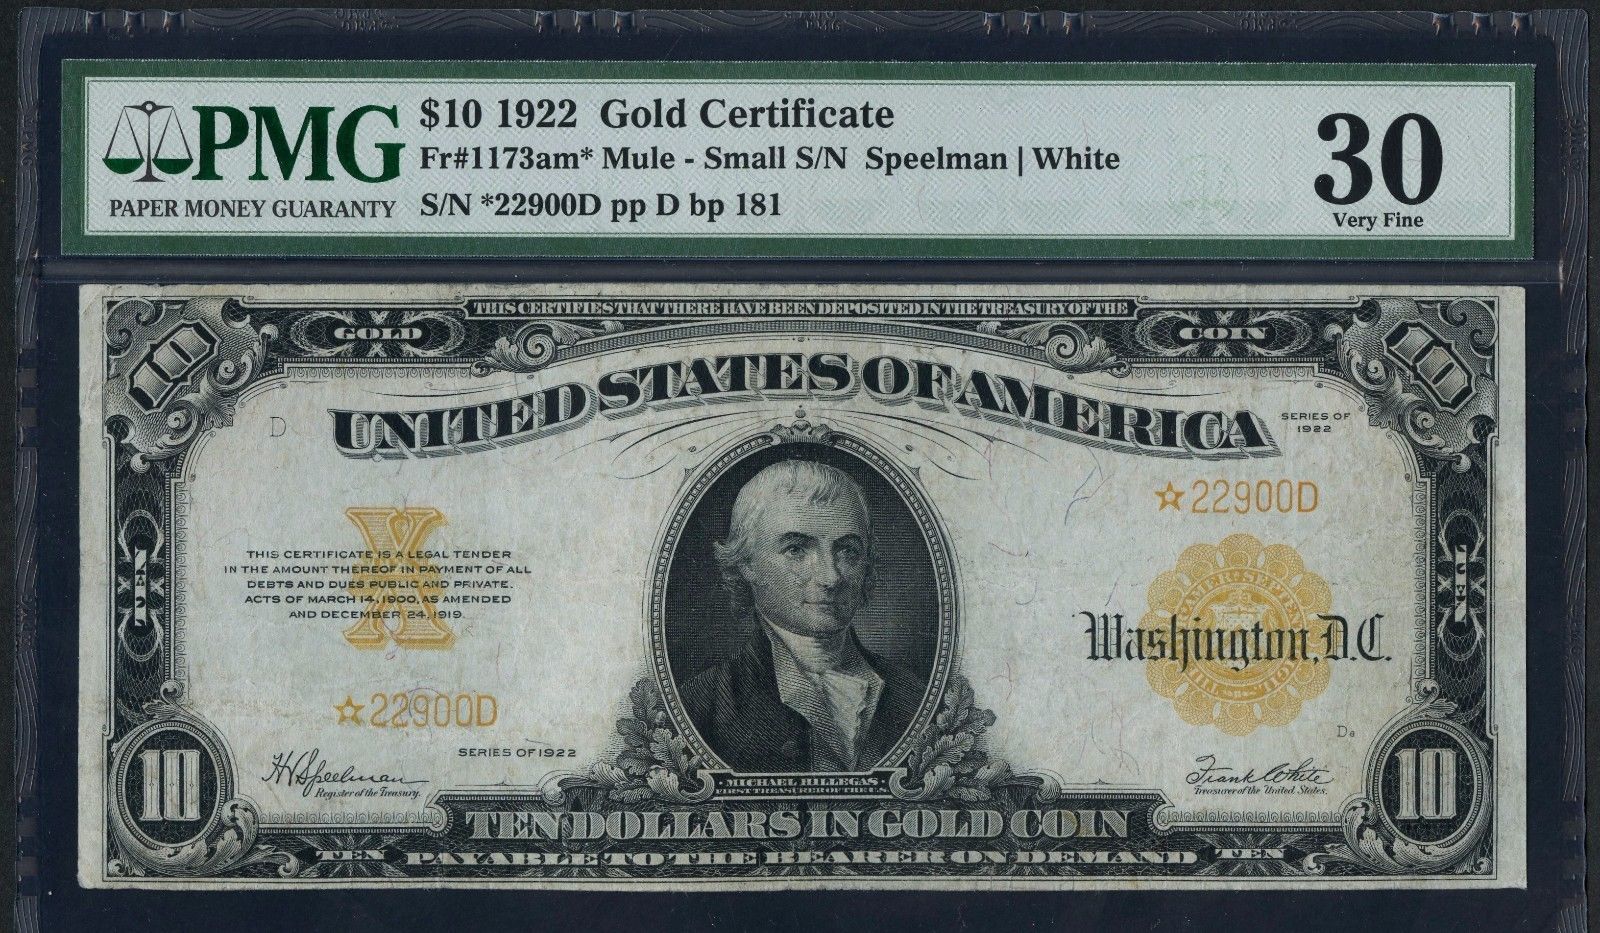 PMG
PAPER MONEY GUARANTY
$10 1922 Gold Certificate
Fr#1173am* Mule - Small S/N Speelman | White
S/N *22900D pp D bp 181
30
Very Fine
THIS CERTIFIES THAT THERE HAVE BEEN DEPOSITED IN THE TREASURY OF THE
10
GOLD
COIN
10
UNITED STATES OF AMERICA
D
SERIES OF
1922
☆22900D
X
THIS CERTIFICATE IS A LEGAL TENDER
IN THE AMOUNT THEREOF IN PAYMENT OF ALL
DEBTS AND DUES PUBLIC AND PRIVATE.
ACTS OF MARCH 14, 1900, AS AMENDED
AND DECEMBER 24, 1919.
Washington, D.C.
☆22900D
SERIES OF 1922
H V Speelman
Register of the Treasury.
MICHAEL HILLEGAS
FIRST TREASURER OF THE U.S.
Frank White
Treasurer of the United States.
10
10
TEN DOLLARS IN GOLD COIN
TEN PAYABLE TO THE BEARER ON DEMAND TEN